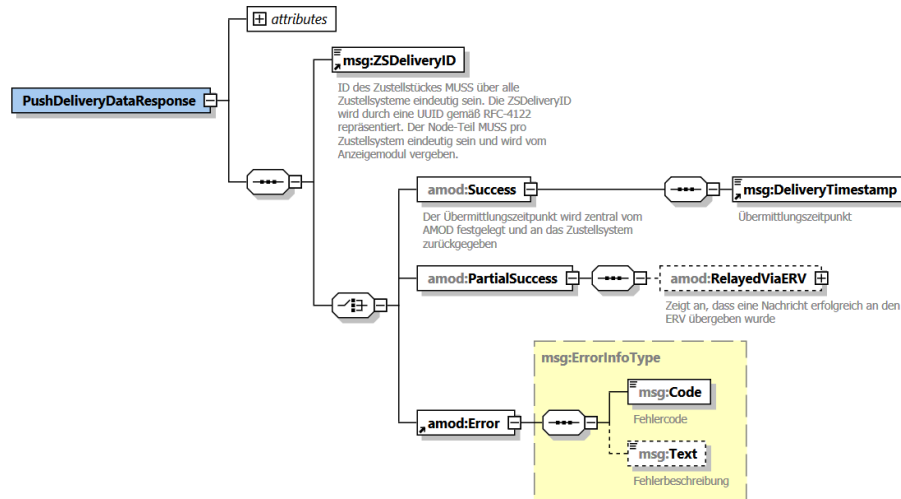 attributes
PushDeliveryDataResponse
msg:ZSDeliveryID
ID des Zustellstückes MUSS über alle
Zustellsysteme eindeutig sein. Die ZSDeliveryID
wird durch eine UUID gemäß RFC-4122
repräsentiert. Der Node-Teil MUSS pro
Zustellsystem eindeutig sein und wird vom
Anzeigemodul vergeben.
amod:Success
Der Übermittlungszeitpunkt wird zentral vom
AMOD festgelegt und an das Zustellsystem
zurückgegeben
msg:DeliveryTimestamp
Übermittlungszeitpunkt
amod:PartialSuccess
amod:RelayedViaERV
Zeigt an, dass eine Nachricht erfolgreich an den
ERV übergeben wurde
amod:Error
msg:ErrorInfoType
msg:Code
Fehlercode
msg:Text
Fehlerbeschreibung